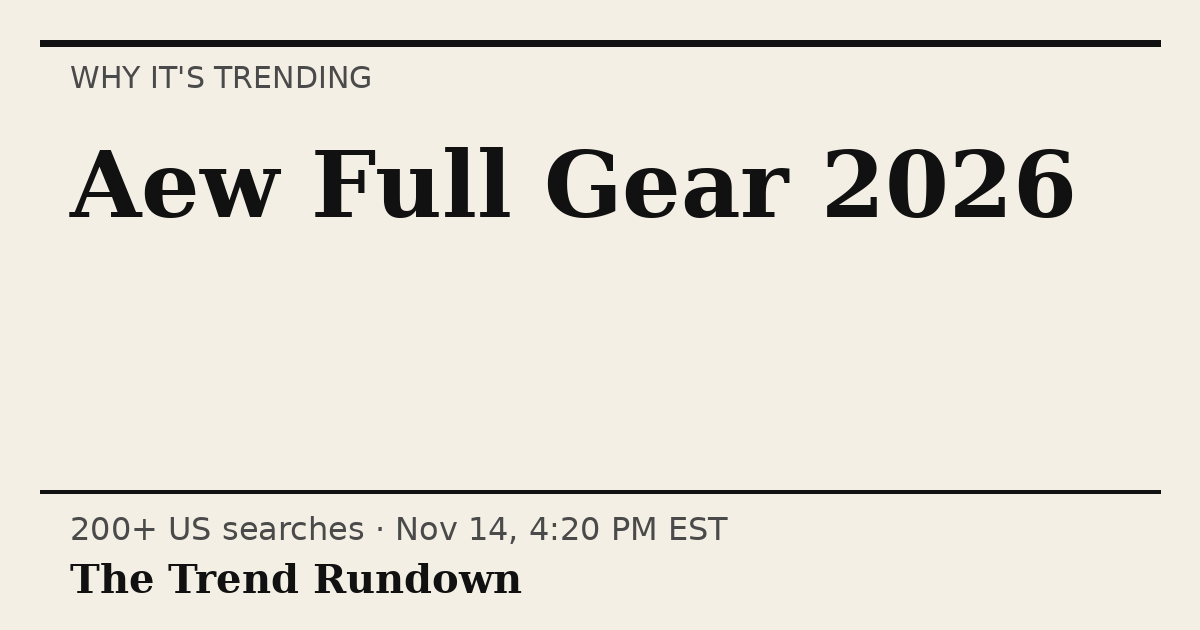 WHY IT'S TRENDING
Aew Full Gear 2026
200+ US searches · Nov 14, 4:20 PM EST
The Trend Rundown